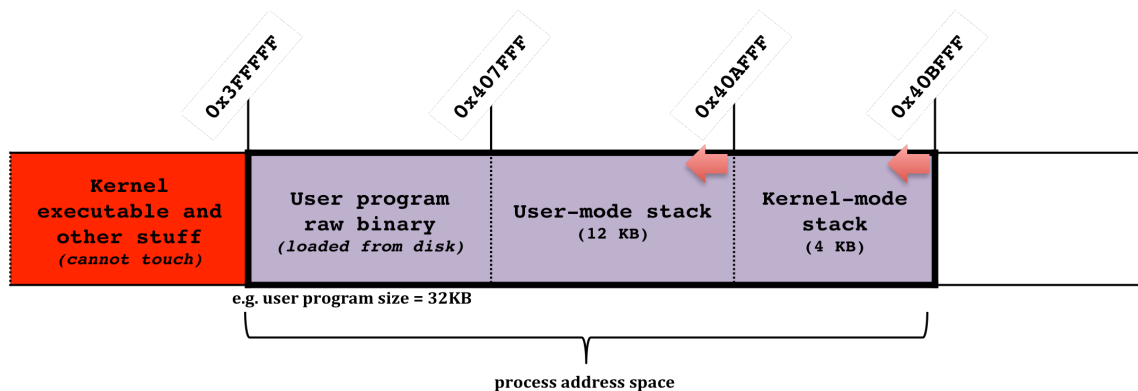 0x3FFFFF
0x407FFF
0x40AFFF
0x40BFFF
Kernel
executable and
other stuff
(cannot touch)
User program
raw binary
(loaded from disk)
User-mode stack
(12 KB)
Kernel-mode
stack
(4 KB)
e.g. user program size = 32KB
process address space